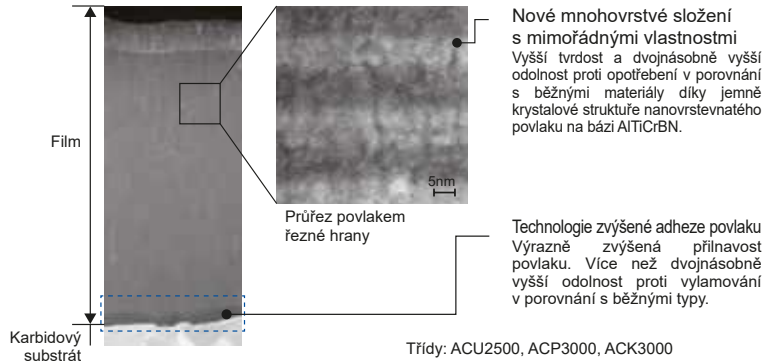 Film
Karbidový
substrát
5nm
Průřez povlakem
řezné hrany
Nové mnohovrstvé složení
s mimořádnými vlastnostmi
Vyšší tvrdost a dvojnásobně vyšší
odolnost proti opotřebení v porovnání
s běžnými materiály díky jemně
krystalové struktuře nanovrstevnatého
povlaku na bázi AlTiCrBN.
Technologie zvýšené adheze povlaku
Výrazně zvýšená přilnavost
povlaku. Více než dvojnásobně
vyšší odolnost proti vylamování
v porovnání s běžnými typy.
Třídy: ACU2500, ACP3000, ACK3000